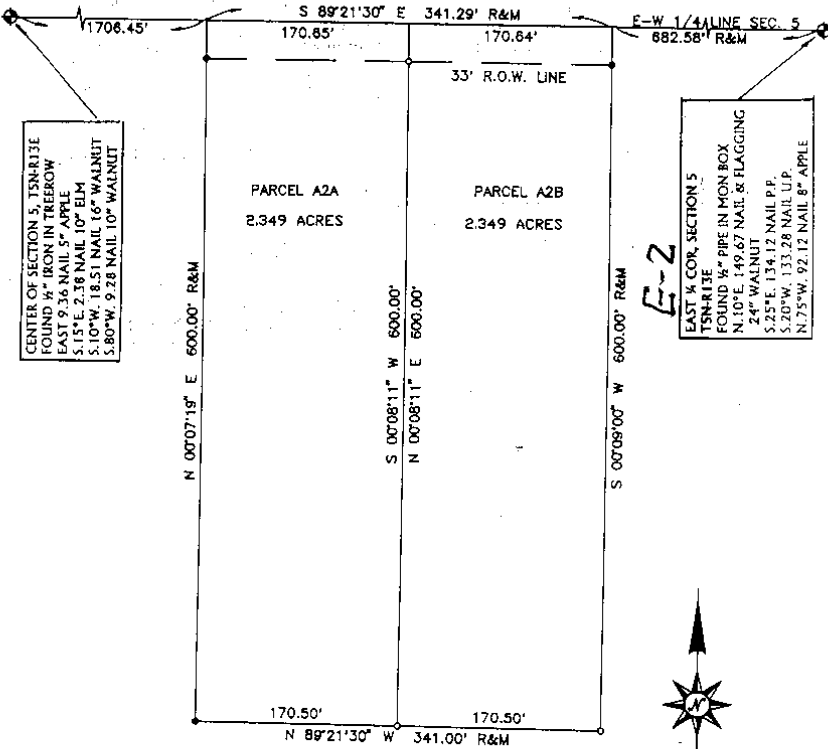 S 89°21'30" E 341.29' R&M
1706.45'
170.65'
170.64'
E-W 1/4 LINE SEC. 5
682.58' R&M
33' R.O.W. LINE
CENTER OF SECTION 5, T5N-R13E
FOUND ½" IRON IN TREEROW
EAST 9.36 NAIL 5" APPLE
S.15°E. 2.38 NAIL 10" ELM
S.10°W. 18.51 NAIL 16" WALNUT
S.80°W. 9.28 NAIL 10" WALNUT
PARCEL A2A
2.349 ACRES
PARCEL A2B
2.349 ACRES
E-2
EAST ¼ COR, SECTION 5
T5N-R13E
FOUND ½" PIPE IN MON BOX
N.10°E. 149.67 NAIL & FLAGGING
24" WALNUT
S.25°E. 134.12 NAIL P.P.
S.20°W. 133.28 NAIL U.P.
N.75°W. 92.12 NAIL 8" APPLE
N 00°07'19" E 600.00' R&M
S 00°08'11" W 600.00'
N 00°08'11" E 600.00'
S 00°09'00" W 600.00' R&M
170.50'
170.50'
N 89°21'30" W 341.00' R&M
N